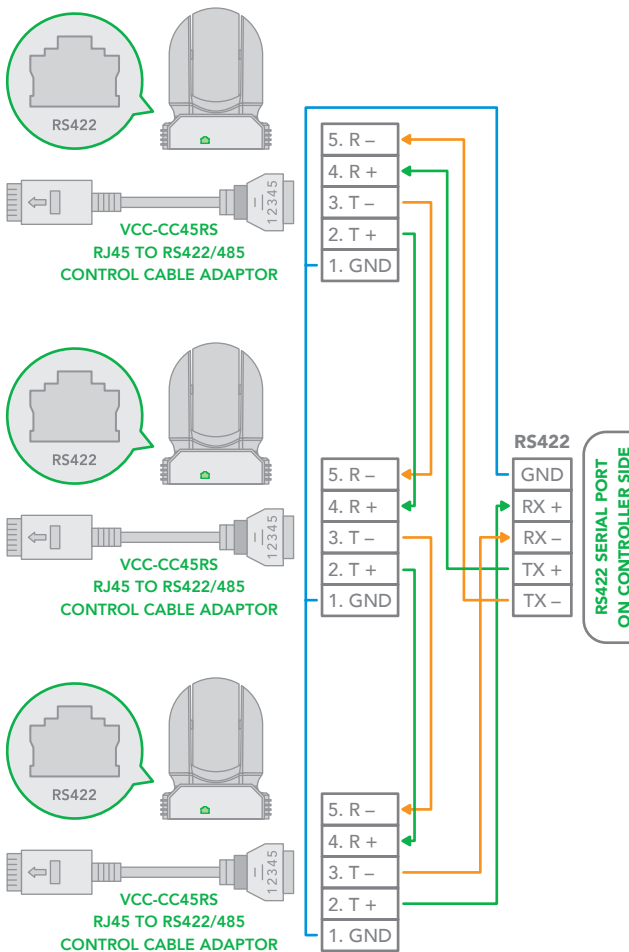 RS422
12345
VCC-CC45RS
RJ45 TO RS422/485
CONTROL CABLE ADAPTOR
5. R –
4. R +
3. T –
2. T +
1. GND
RS422
12345
VCC-CC45RS
RJ45 TO RS422/485
CONTROL CABLE ADAPTOR
5. R –
4. R +
3. T –
2. T +
1. GND
RS422
GND
RX +
RX –
TX +
TX –
RS422 SERIAL PORT
ON CONTROLLER SIDE
RS422
12345
VCC-CC45RS
RJ45 TO RS422/485
CONTROL CABLE ADAPTOR
5. R –
4. R +
3. T –
2. T +
1. GND